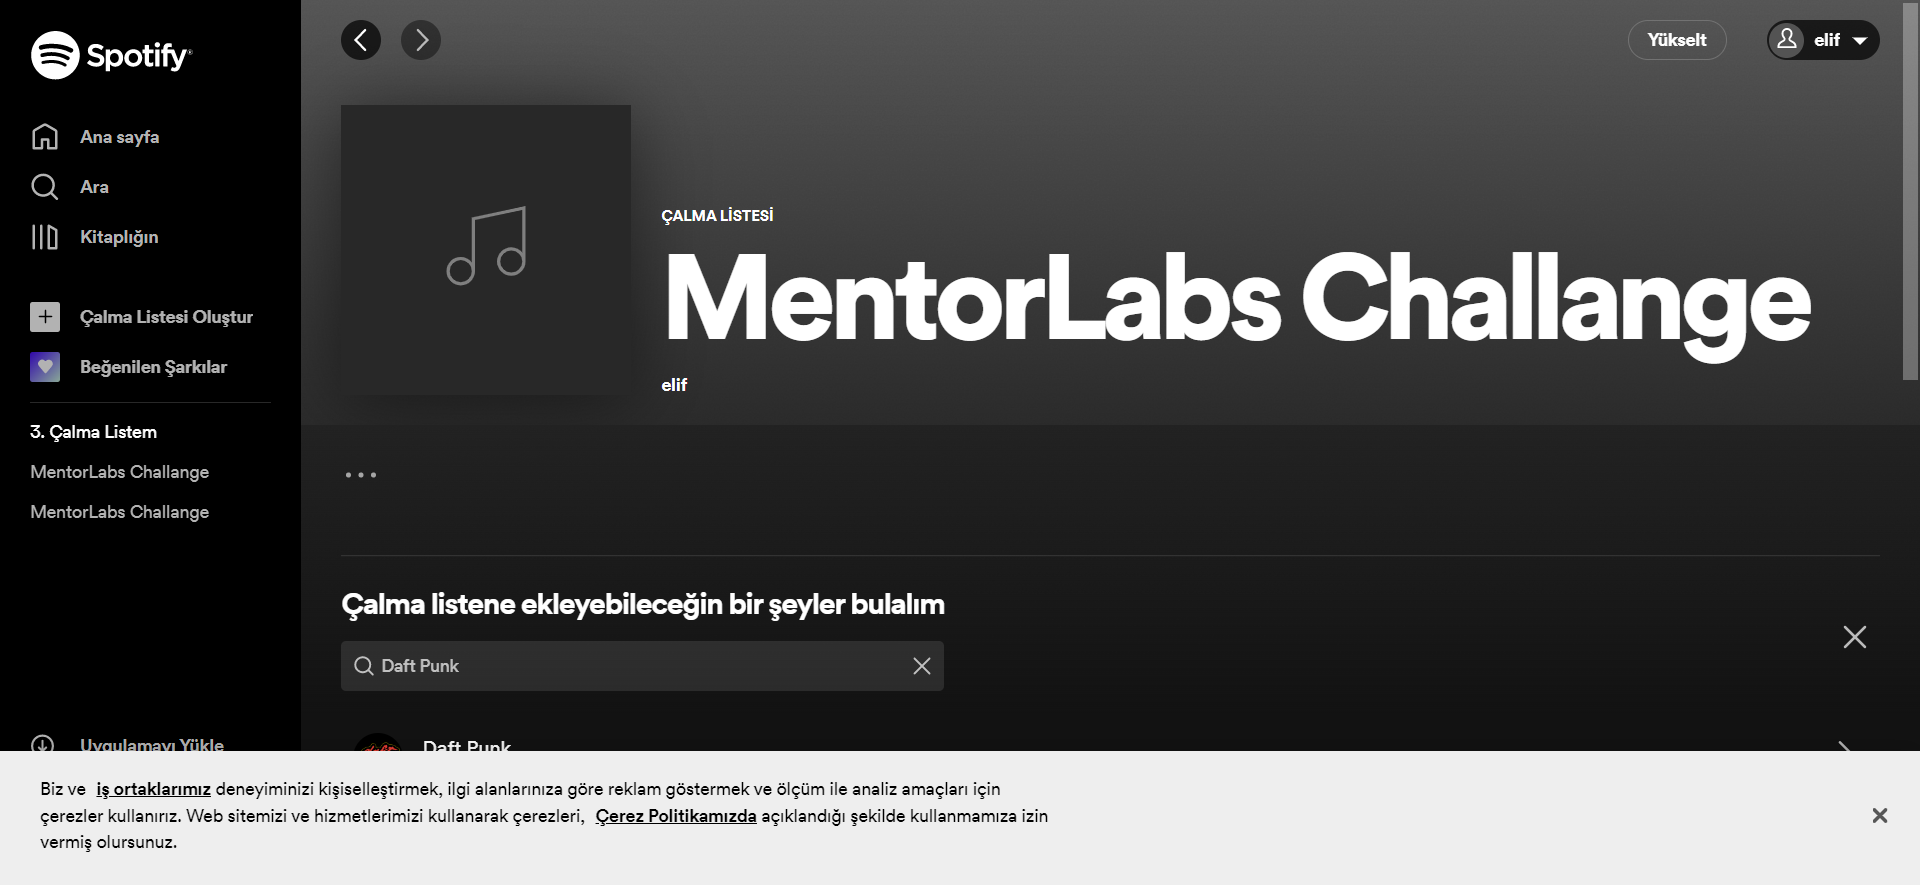 Spotify
Ana sayfa
Ara
Kitaplığın
Çalma Listesi Oluştur
Beğenilen Şarkılar
3. Çalma Listem
MentorLabs Challange
MentorLabs Challange
Uygulamayı Yükle
Yükselt
elif
ÇALMA LİSTESİ
MentorLabs Challange
elif
Çalma listene ekleyebileceğin bir şeyler bulalım
Daft Punk
Daft Punk
Biz ve iş ortaklarımız deneyiminizi kişiselleştirmek, ilgi alanlarınıza göre reklam göstermek ve ölçüm ile analiz amaçları için
çerezler kullanırız. Web sitemizi ve hizmetlerimizi kullanarak çerezleri, Çerez Politikamızda açıklandığı şekilde kullanmamıza izin
vermiş olursunuz.